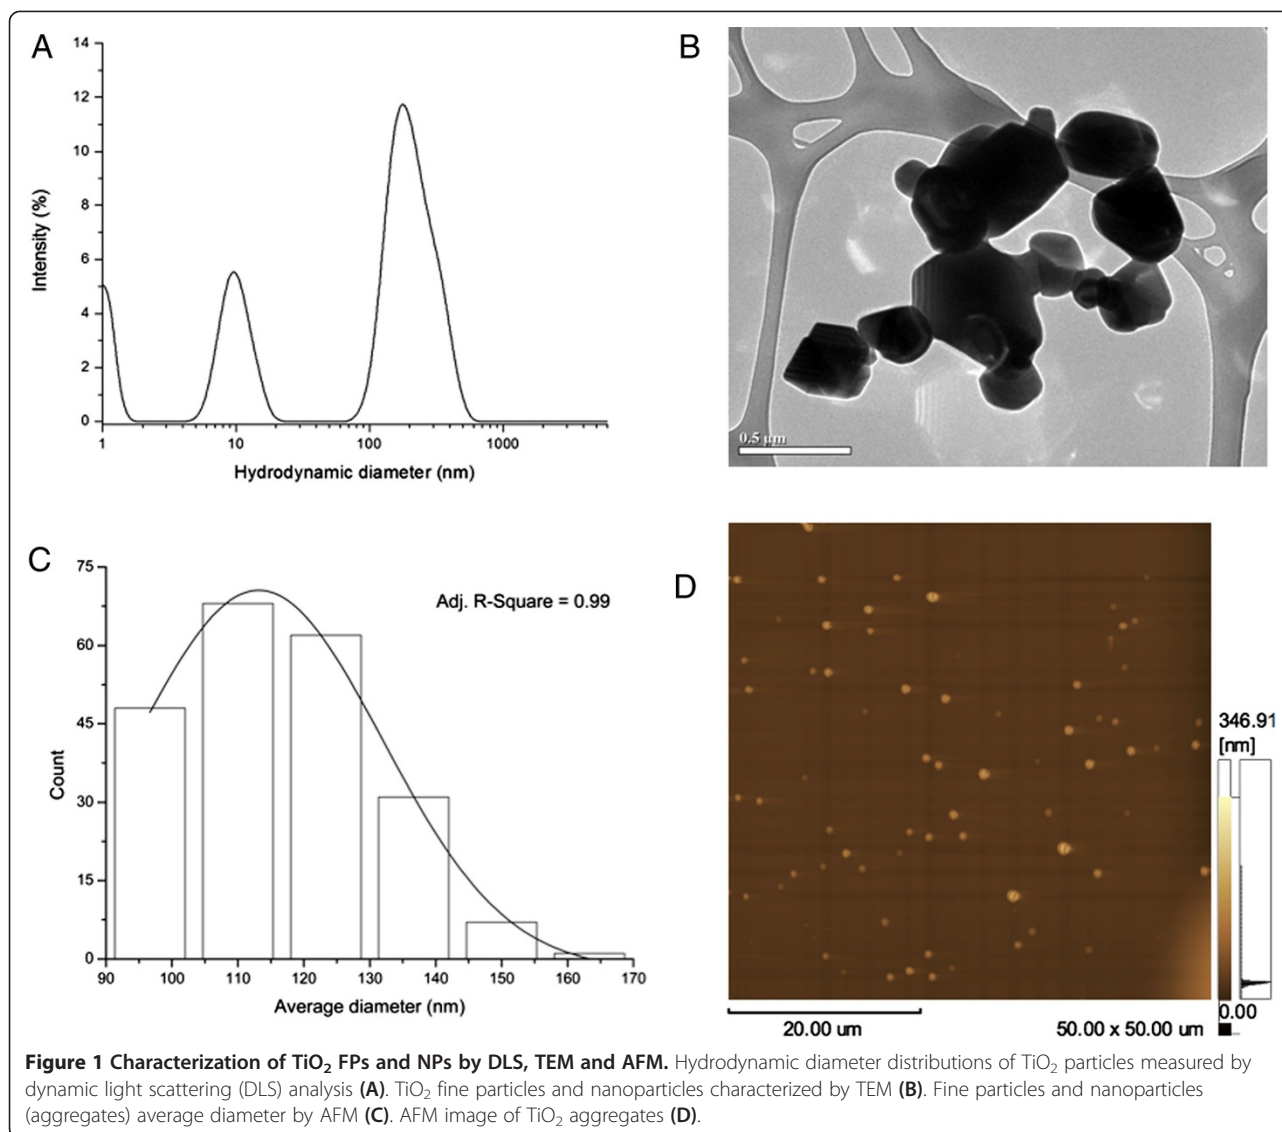 A
14
12
10
8
6
4
2
0
Intensity (%)
1
10
100
1000
Hydrodynamic diameter (nm)
B
0.5 µm
C
75
60
45
30
15
0
Count
Adj. R-Square = 0.99
90
100
110
120
130
140
150
160
170
Average diameter (nm)
D
346.91
[nm]
0.00
20.00 um
50.00 x 50.00 um
Figure 1 Characterization of TiO₂ FPs and NPs by DLS, TEM and AFM. Hydrodynamic diameter distributions of TiO₂ particles measured by
dynamic light scattering (DLS) analysis (A). TiO₂ fine particles and nanoparticles characterized by TEM (B). Fine particles and nanoparticles
(aggregates) average diameter by AFM (C). AFM image of TiO₂ aggregates (D).